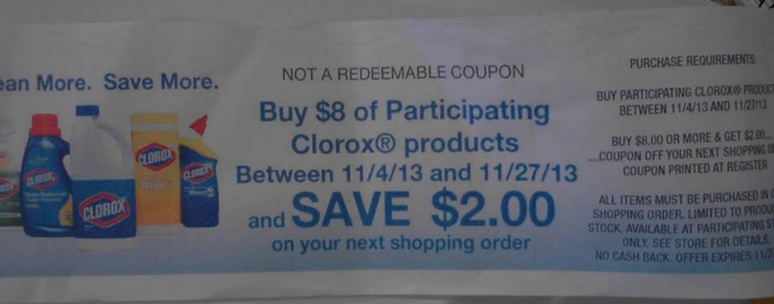 ean More. Save More.
CLOROX
CLOROX
CLOROX
NOT A REDEEMABLE COUPON
Buy $8 of Participating
Clorox® products
Between 11/4/13 and 11/27/13
and SAVE $2.00
on your next shopping order
PURCHASE REQUIREMENTS:
BUY PARTICIPATING CLOROX® PRODUCT
BETWEEN 11/4/13 AND 11/27/13
BUY $8.00 OR MORE & GET $2.00...
....COUPON OFF YOUR NEXT SHOPPING OR
COUPON PRINTED AT REGISTER
ALL ITEMS MUST BE PURCHASED IN
SHOPPING ORDER. LIMITED TO PRODU
STOCK. AVAILABLE AT PARTICIPATING ST
ONLY. SEE STORE FOR DETAILS.
NO CASH BACK. OFFER EXPIRES 11/2